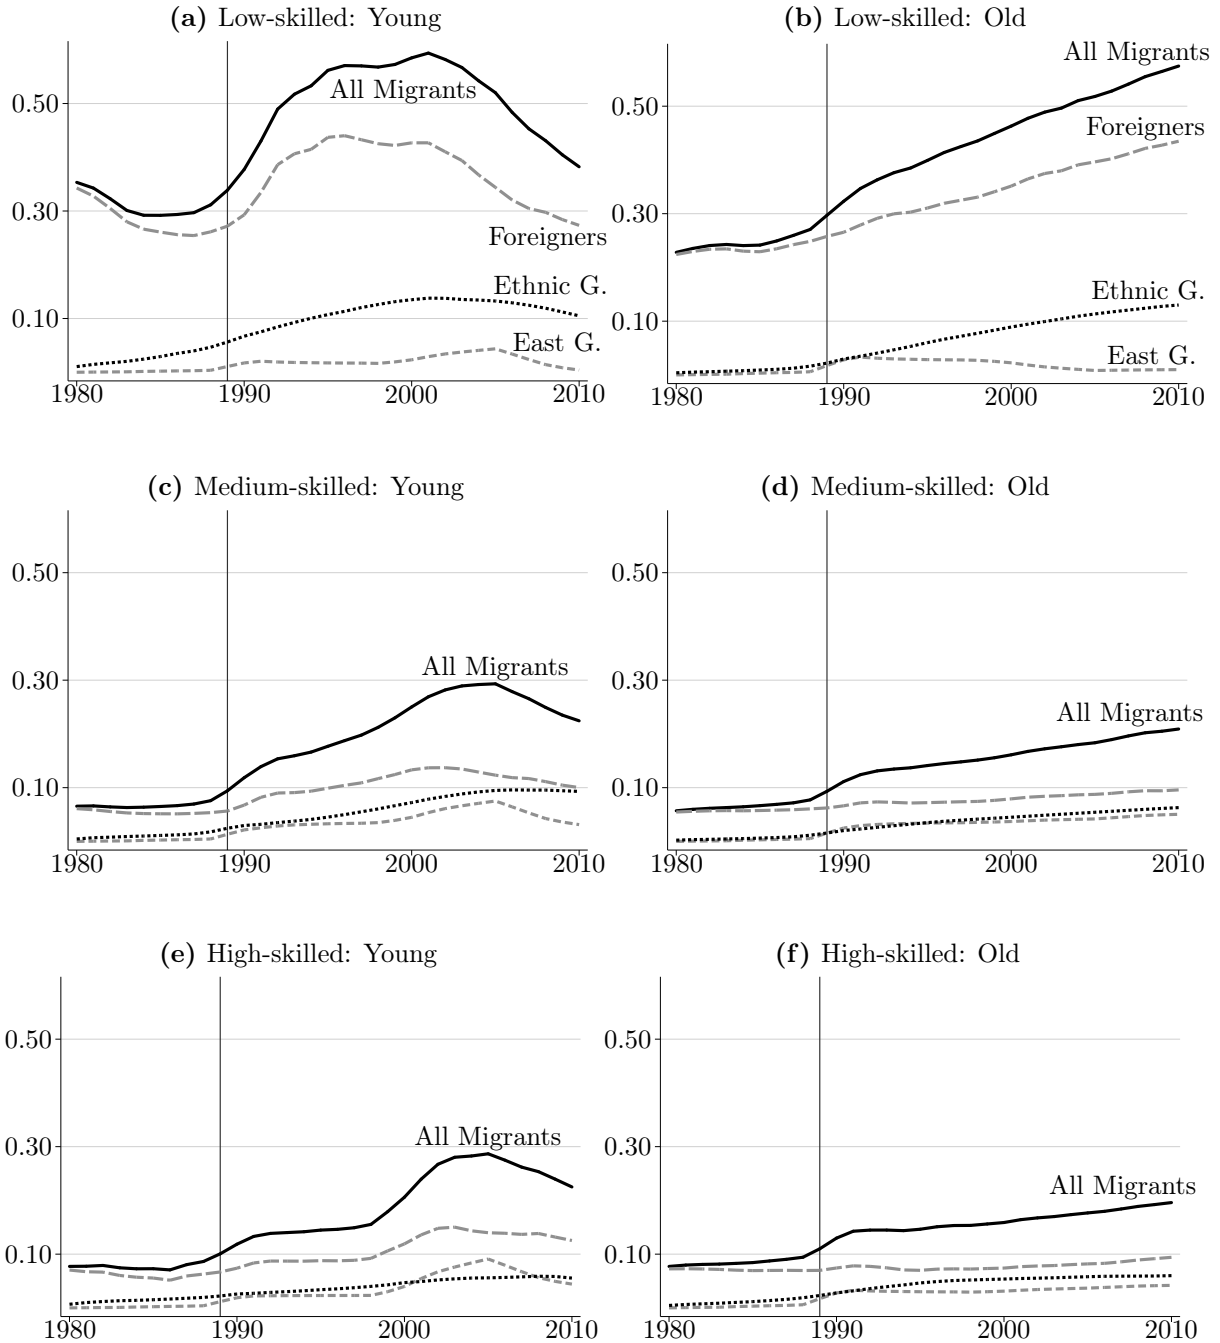 (a) Low-skilled: Young
(b) Low-skilled: Old
All Migrants
0.50
0.30
0.10
Foreigners
Ethnic G.
East G.
1980 1990 2000 2010
All Migrants
0.50
Foreigners
0.30
Ethnic G.
0.10
East G.
1980 1990 2000 2010
(c) Medium-skilled: Young
(d) Medium-skilled: Old
0.50
All Migrants
0.30
0.10
1980 1990 2000 2010
0.50
0.30
All Migrants
0.10
1980 1990 2000 2010
(e) High-skilled: Young
(f) High-skilled: Old
0.50
All Migrants
0.30
0.10
1980 1990 2000 2010
0.50
0.30
All Migrants
0.10
1980 1990 2000 2010